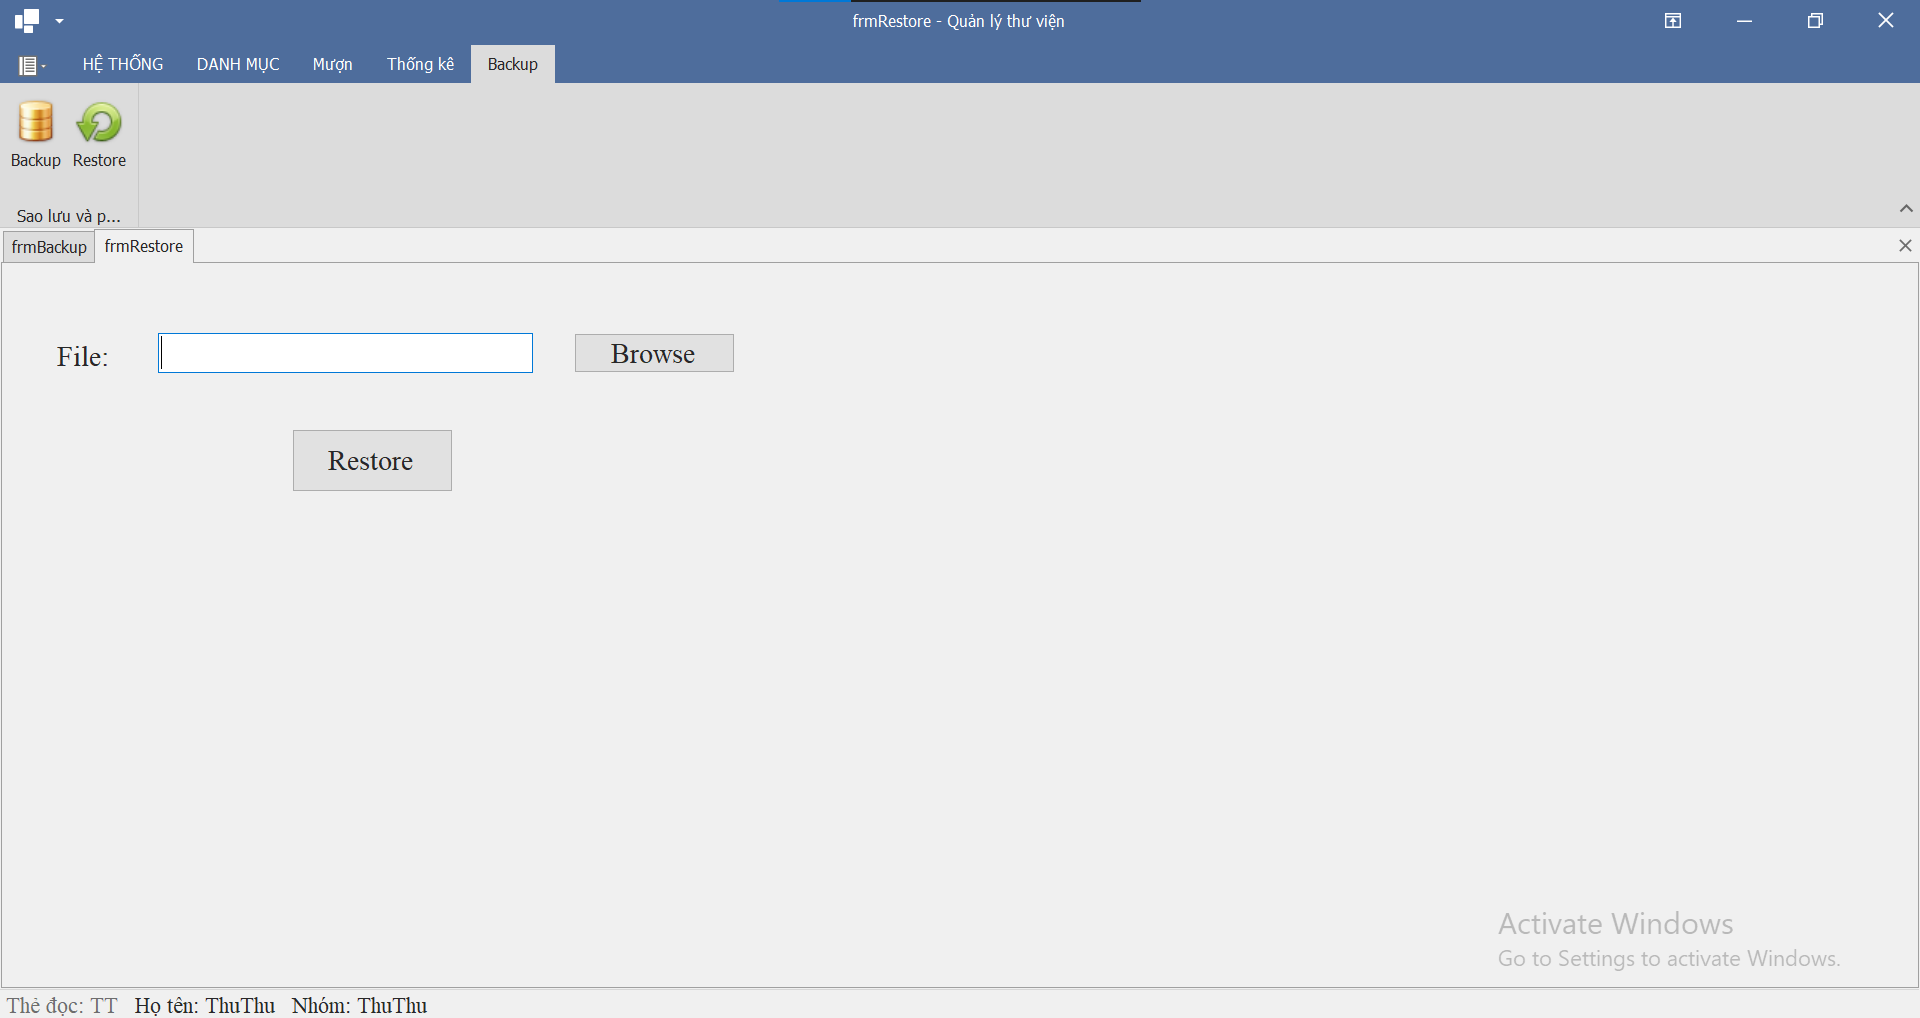 frmRestore - Quản lý thư viện
HỆ THỐNG DANH MỤC Mượn Thống kê Backup
Backup Restore
Sao lưu và p...
frmBackup frmRestore
File: Browse
Restore
Activate Windows
Go to Settings to activate Windows.
Thẻ đọc: TT Họ tên: ThuThu Nhóm: ThuThu